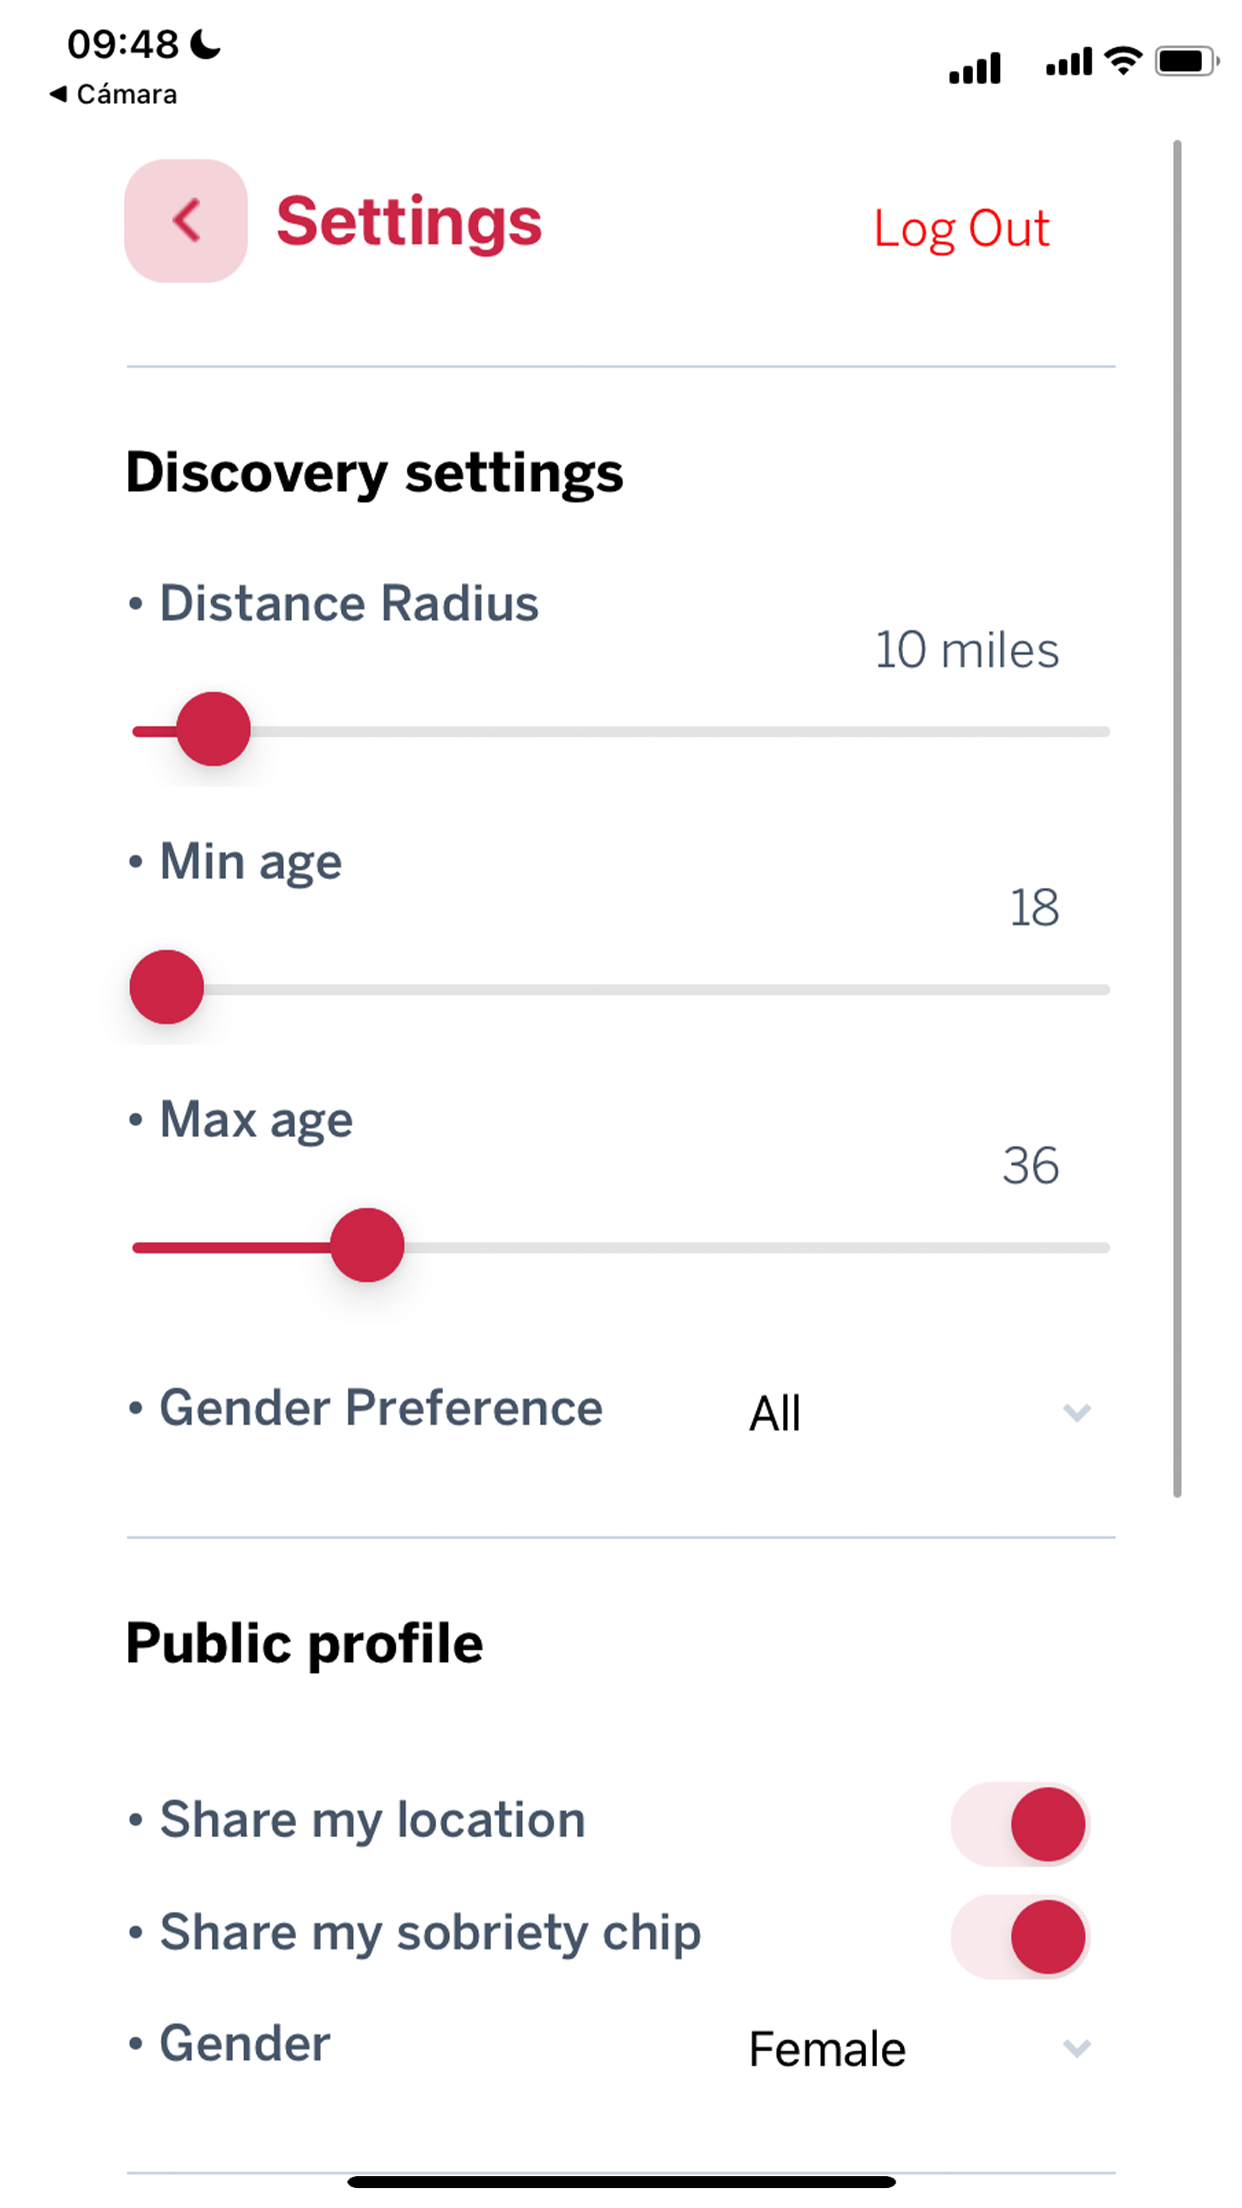 09:48
◀ Cámara
Settings
Log Out
Discovery settings
• Distance Radius
10 miles
• Min age
18
• Max age
36
• Gender Preference
All
Public profile
• Share my location
• Share my sobriety chip
• Gender
Female